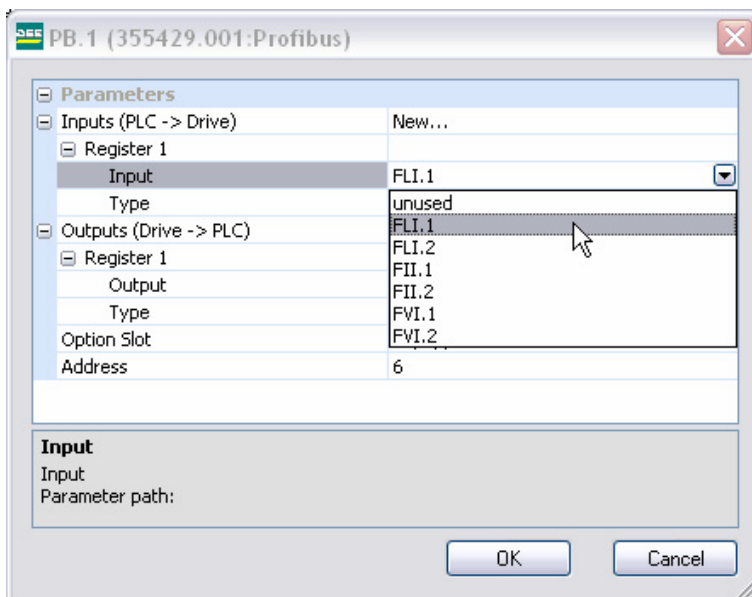 PB.1 (355429.001:Profibus)
Parameters
Inputs (PLC -> Drive) New...
Register 1
Input FLI.1
Type unused
FLI.1
Outputs (Drive -> PLC) FLI.2
Register 1 FII.1
Output FII.2
Type FVI.1
Option Slot FVI.2
Address 6
Input
Input
Parameter path:
OK Cancel